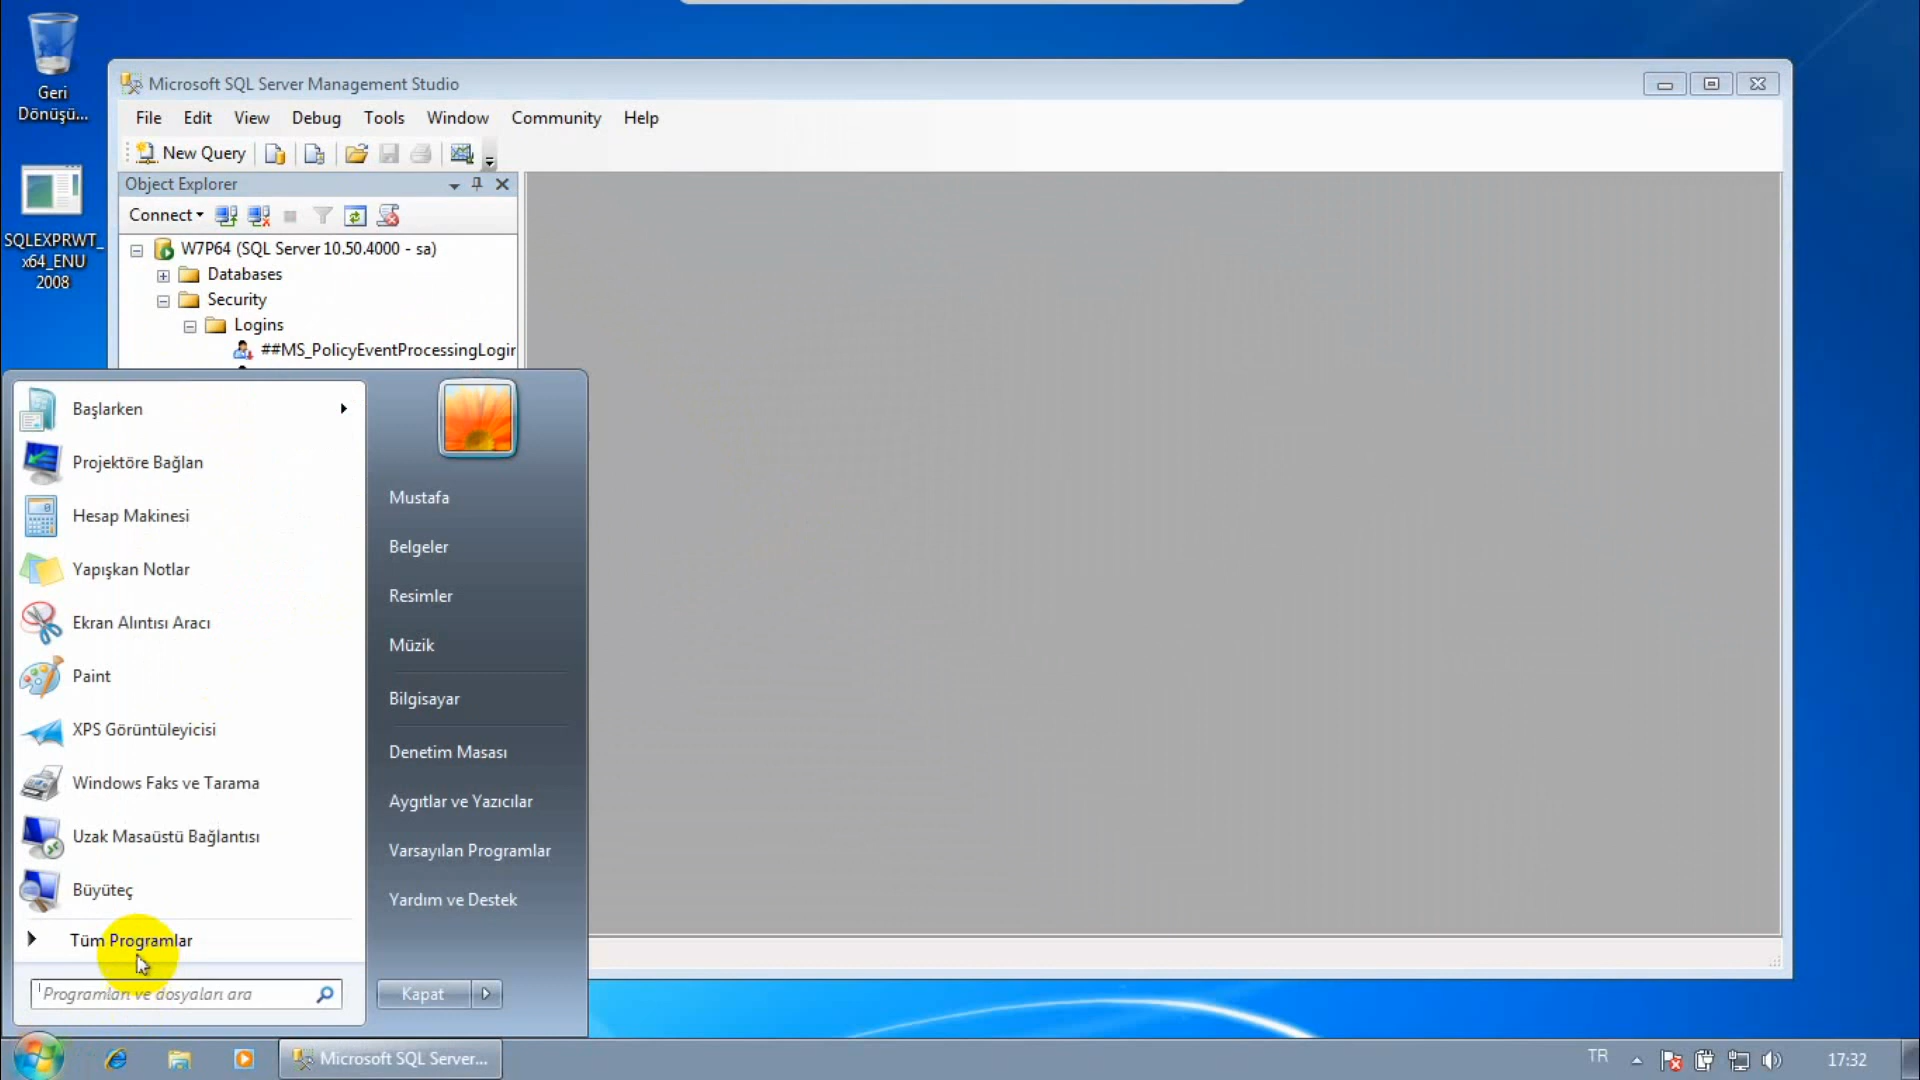 Geri
Dönüşü...
SQLEXPRWT_
x64_ENU
2008
Microsoft SQL Server Management Studio
File Edit View Debug Tools Window Community Help
New Query
Object Explorer
Connect
W7P64 (SQL Server 10.50.4000 - sa)
Databases
Security
Logins
##MS_PolicyEventProcessingLogin
Başlarken
Projektöre Bağlan
Hesap Makinesi
Yapışkan Notlar
Ekran Alıntısı Aracı
Paint
XPS Görüntüleyicisi
Windows Faks ve Tarama
Uzak Masaüstü Bağlantısı
Büyüteç
Tüm Programlar
Programları ve dosyaları ara
Mustafa
Belgeler
Resimler
Müzik
Bilgisayar
Denetim Masası
Aygıtlar ve Yazıcılar
Varsayılan Programlar
Yardım ve Destek
Kapat
Microsoft SQL Server...
TR
17:32